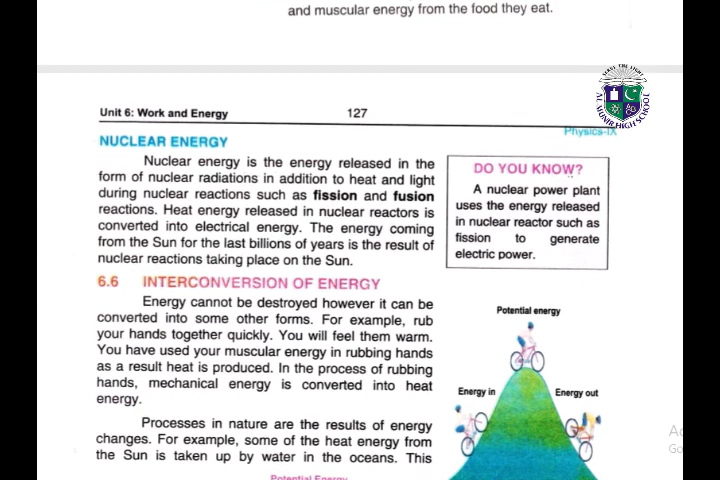 and muscular energy from the food they eat.
Unit 6: Work and Energy
127
Physics-IX
NUCLEAR ENERGY
Nuclear energy is the energy released in the
form of nuclear radiations in addition to heat and light
during nuclear reactions such as fission and fusion
reactions. Heat energy released in nuclear reactors is
converted into electrical energy. The energy coming
from the Sun for the last billions of years is the result of
nuclear reactions taking place on the Sun.
DO YOU KNOW?
A nuclear power plant
uses the energy released
in nuclear reactor such as
fission to generate
electric power.
6.6 INTERCONVERSION OF ENERGY
Energy cannot be destroyed however it can be
converted into some other forms. For example, rub
your hands together quickly. You will feel them warm.
You have used your muscular energy in rubbing hands
as a result heat is produced. In the process of rubbing
hands, mechanical energy is converted into heat
energy.
Processes in nature are the results of energy
changes. For example, some of the heat energy from
the Sun is taken up by water in the oceans. This
Potential energy
Energy in
Energy out
Potential Energy
AL MUNIR HIGH SCHOOL